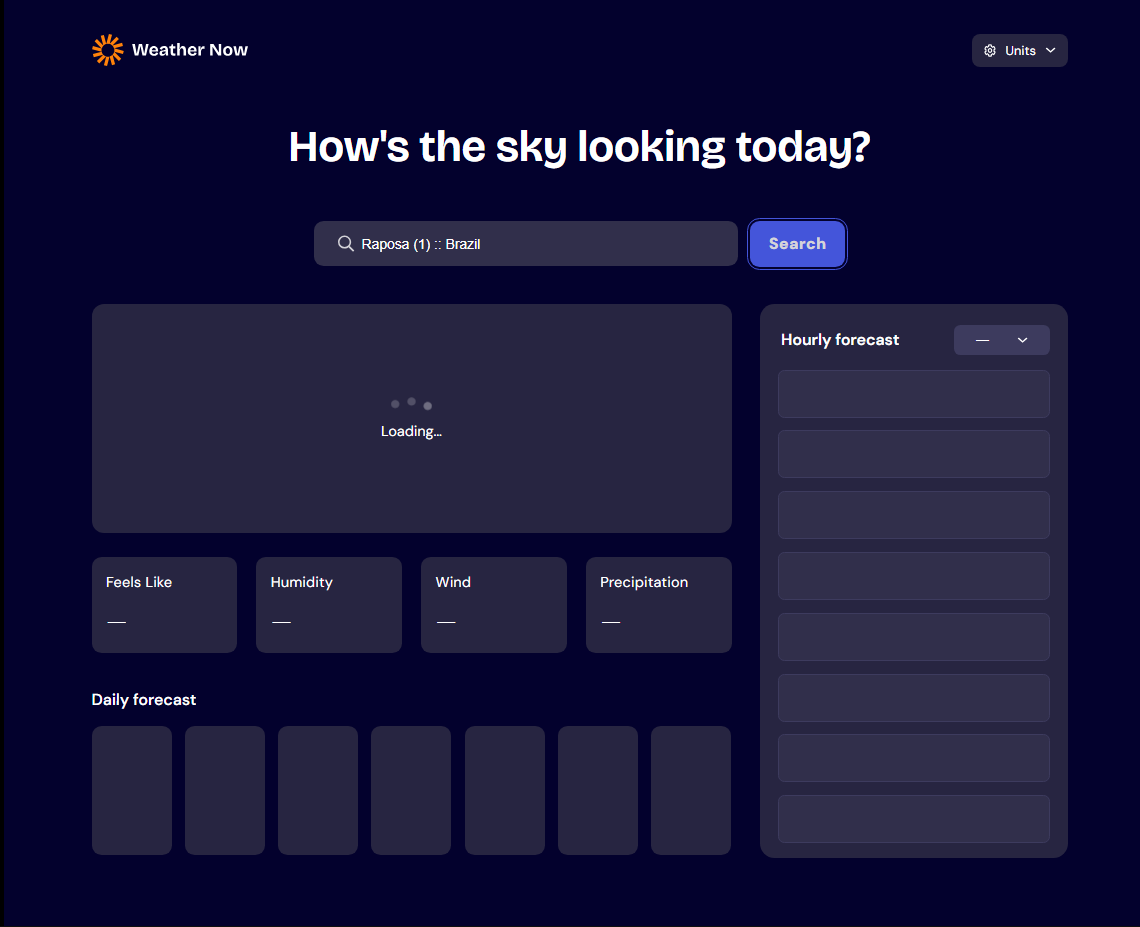 Weather Now
Units
How's the sky looking today?
Raposa (1) :: Brazil
Search
Loading...
Hourly forecast
—
Feels Like
—
Humidity
—
Wind
—
Precipitation
—
Daily forecast